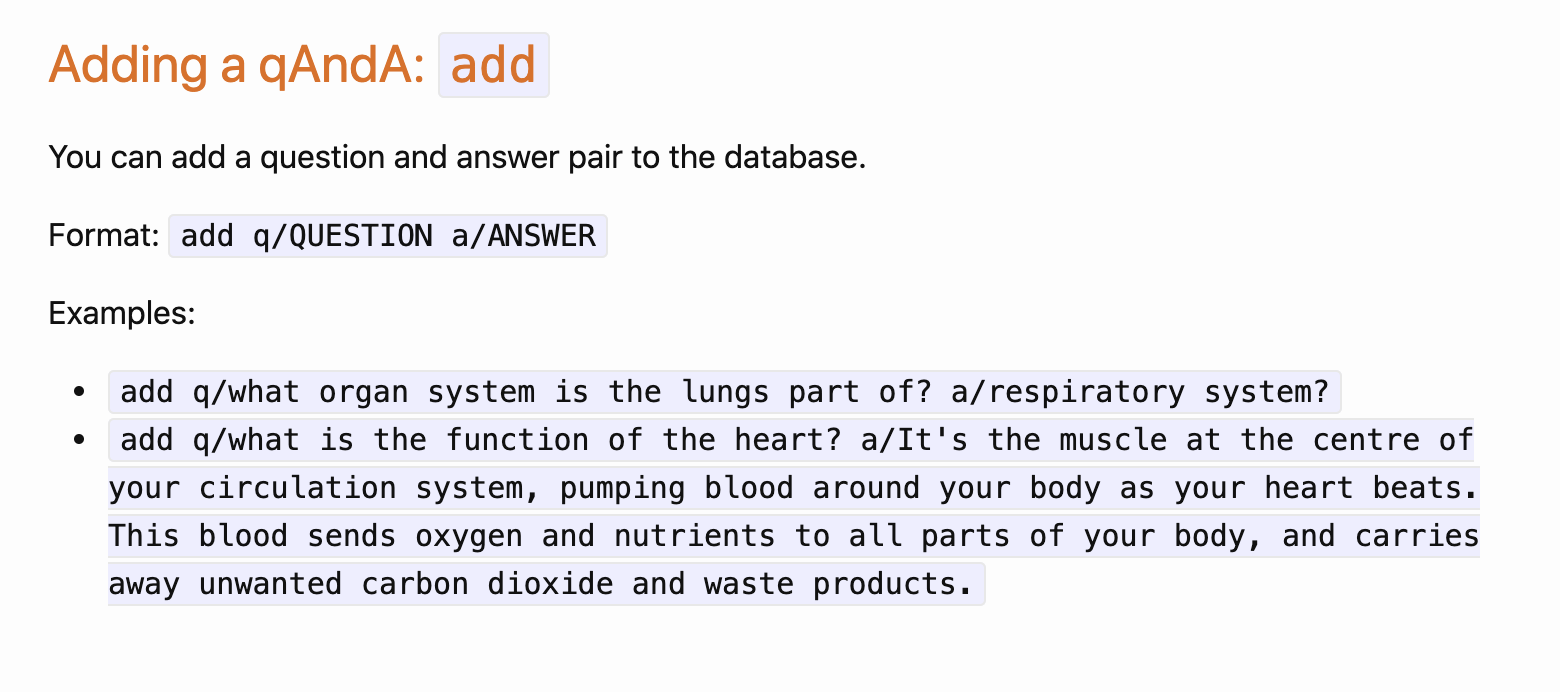 Adding a qAndA: add
You can add a question and answer pair to the database.
Format: add q/QUESTION a/ANSWER
Examples:
• add q/what organ system is the lungs part of? a/respiratory system?
• add q/what is the function of the heart? a/It's the muscle at the centre of
your circulation system, pumping blood around your body as your heart beats.
This blood sends oxygen and nutrients to all parts of your body, and carries
away unwanted carbon dioxide and waste products.